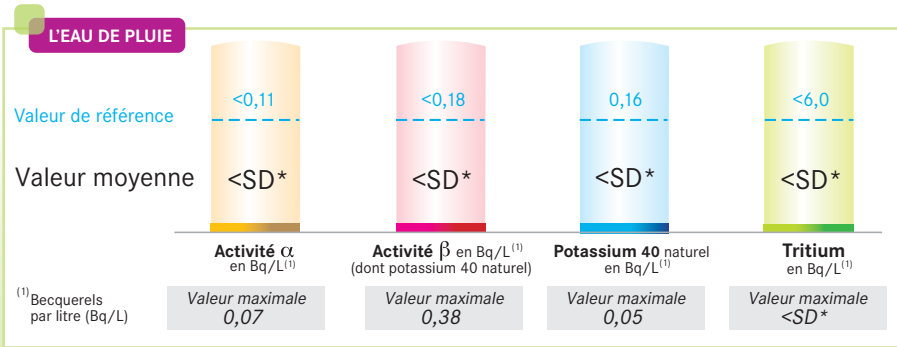 L'EAU DE PLUIE
Valeur de référence
<0,11
<0,18
0,16
<6,0
Valeur moyenne
<SD*
<SD*
<SD*
<SD*
Activité α
en Bq/L(1)
Activité β en Bq/L(1)
(dont potassium 40 naturel)
Potassium 40 naturel
en Bq/L(1)
Tritium
en Bq/L(1)
(1) Becquerels
par litre (Bq/L)
Valeur maximale
0,07
Valeur maximale
0,38
Valeur maximale
0,05
Valeur maximale
<SD*